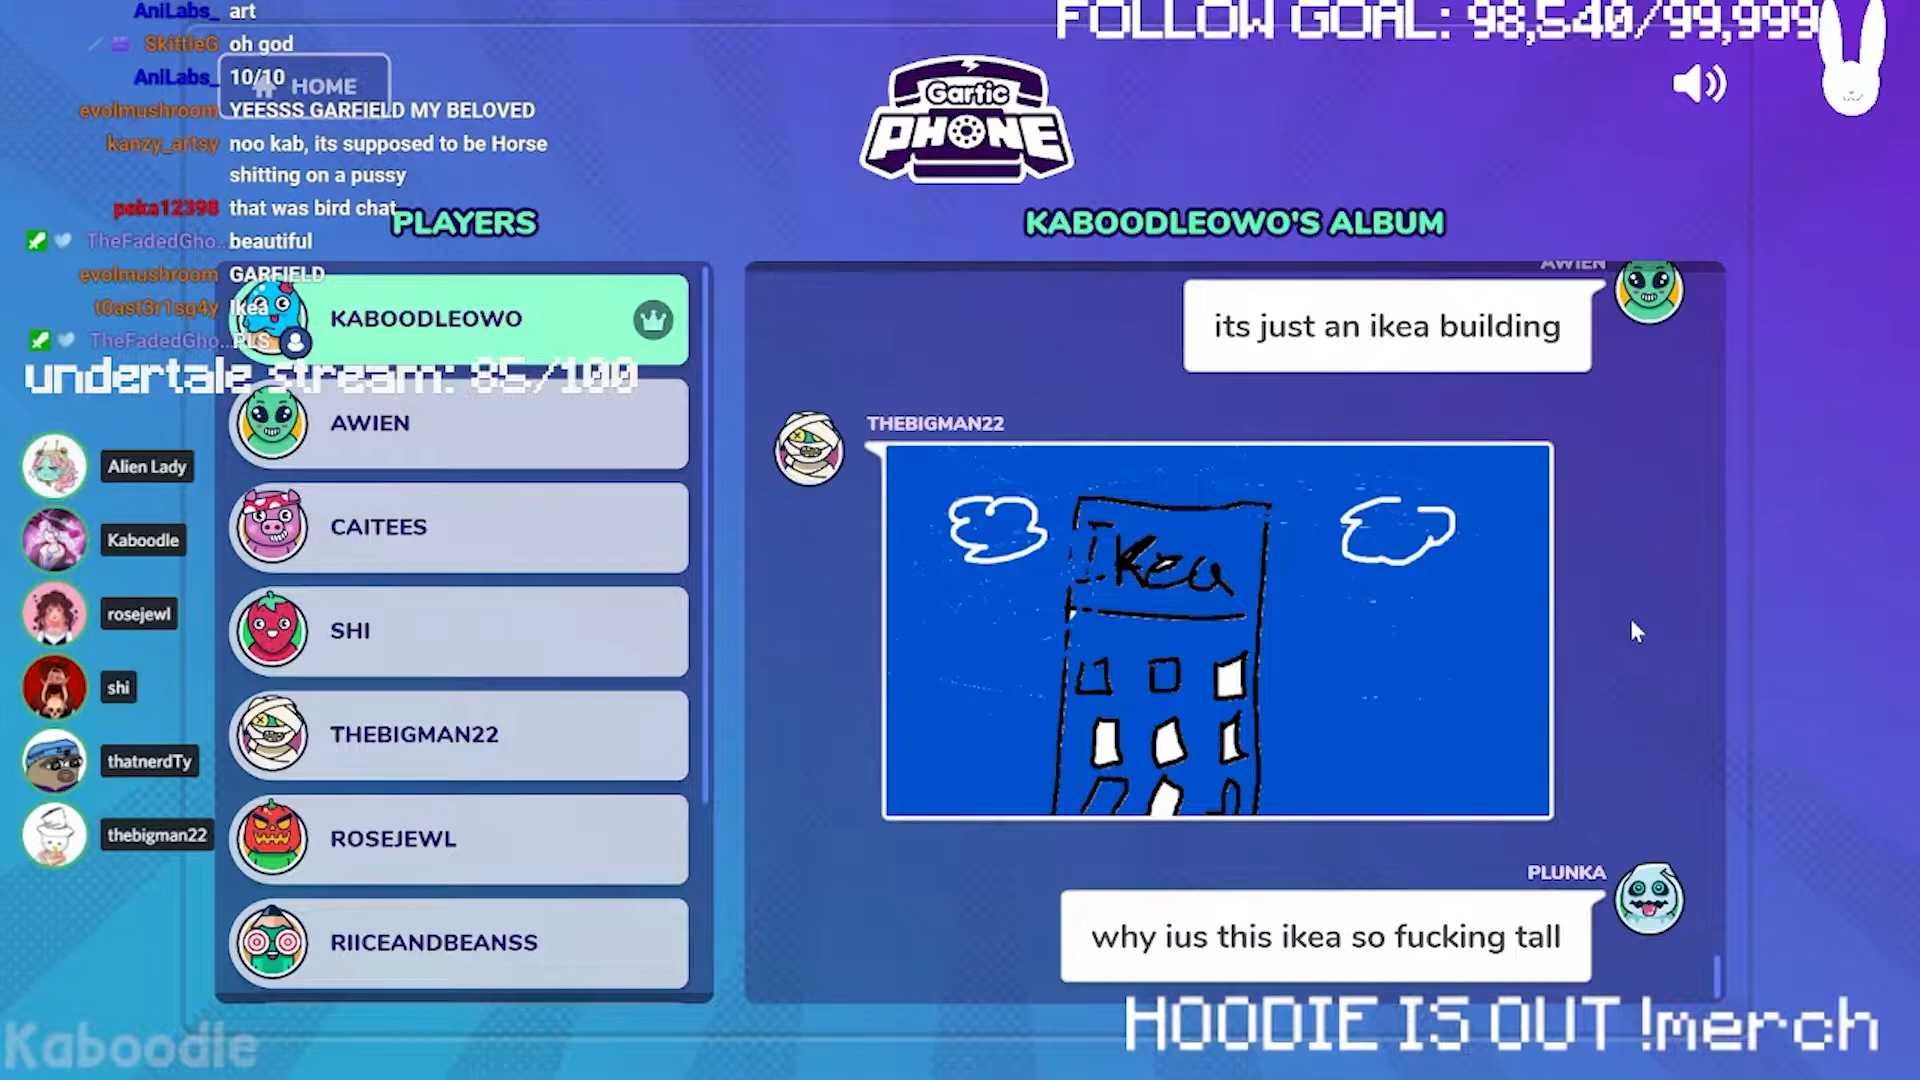 AniLabs_ art
FOLLOW GOAL: 98,540/99,999
SkittleG oh god
AniLabs_ 10/10
HOME
evolmushroom YEESSS GARFIELD MY BELOVED
kanzy_artsy noo kab, its supposed to be Horse
shitting on a pussy
Gartic
PHONE
peka12398 that was bird chat
PLAYERS
KABOODLEOWO'S ALBUM
TheFadedGho... beautiful
evolmushroom GARFIELD
t0ast3r1sg4y Ikea
TheFadedGho... PLS
undertale stream: 85/100
KABOODLEOWO
AWIEN
CAITEES
SHI
THEBIGMAN22
ROSEJEWL
RIICEANDBEANSS
Alien Lady
Kaboodle
rosejewl
shi
thatnerdTy
thebigman22
AWIEN
its just an ikea building
THEBIGMAN22
Ikea
PLUNKA
why ius this ikea so fucking tall
HOODIE IS OUT !merch
Kaboodle